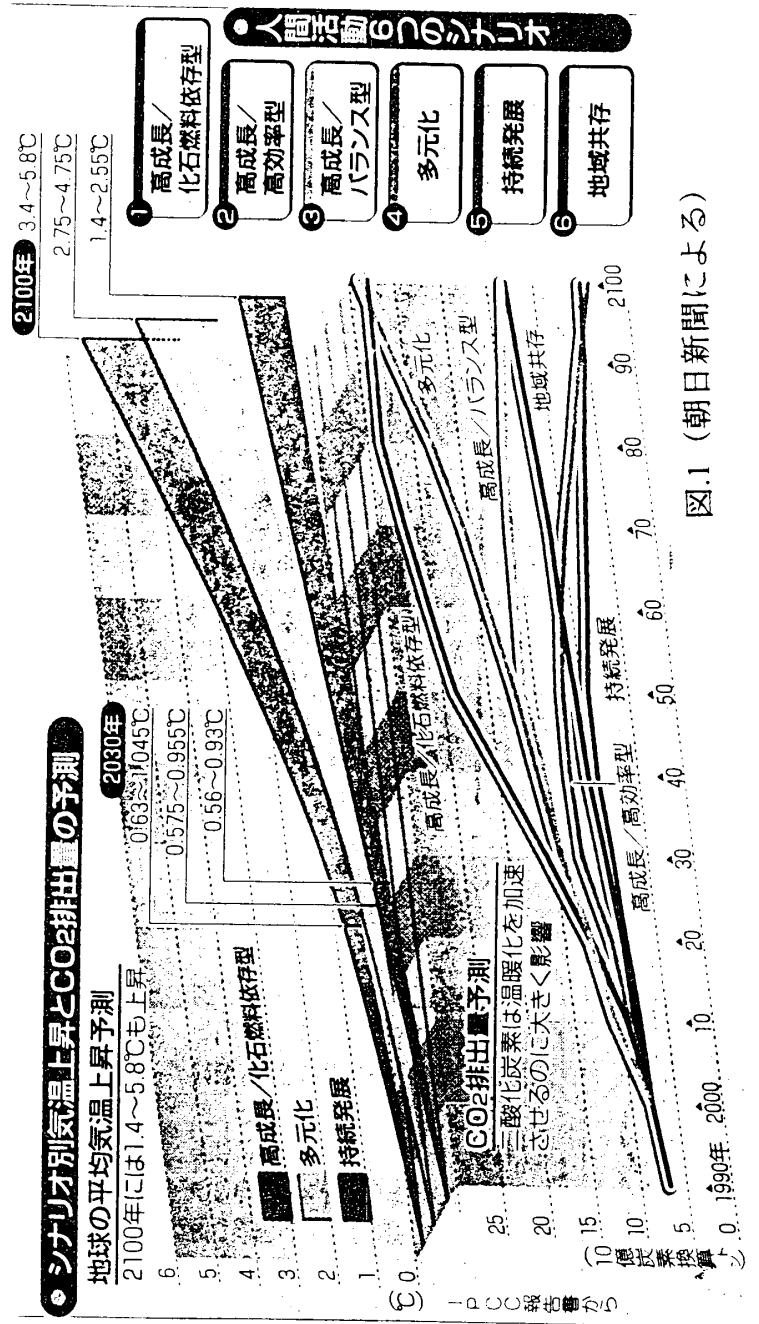 シナリオ別気温上昇とCO2排出量の予測
地球の平均気温上昇予測
2100年には1.4～5.8℃も上昇
6
5
4
3
2
1
0
(℃)
高成長/化石燃料依存型
多元化
持続発展
2030年
0.63～1.045℃
0.575～0.955℃
0.56～0.93℃
2100年
3.4～5.8℃
2.75～4.75℃
1.4～2.55℃
CO2排出量予測
二酸化炭素は温暖化を加速
させるのに大きく影響
25
20
15
10
5
0
(10億炭素換算トン)
高成長/化石燃料依存型
多元化
高成長/バランス型
地域共存
持続発展
高成長/高効率型
1990年
2000
10
20
30
40
50
60
70
80
90
2100
IPCC報告書から
人間活動6つのシナリオ
1 高成長/
化石燃料依存型
2 高成長/
高効率型
3 高成長/
バランス型
4 多元化
5 持続発展
6 地域共存
図.1（朝日新聞による）